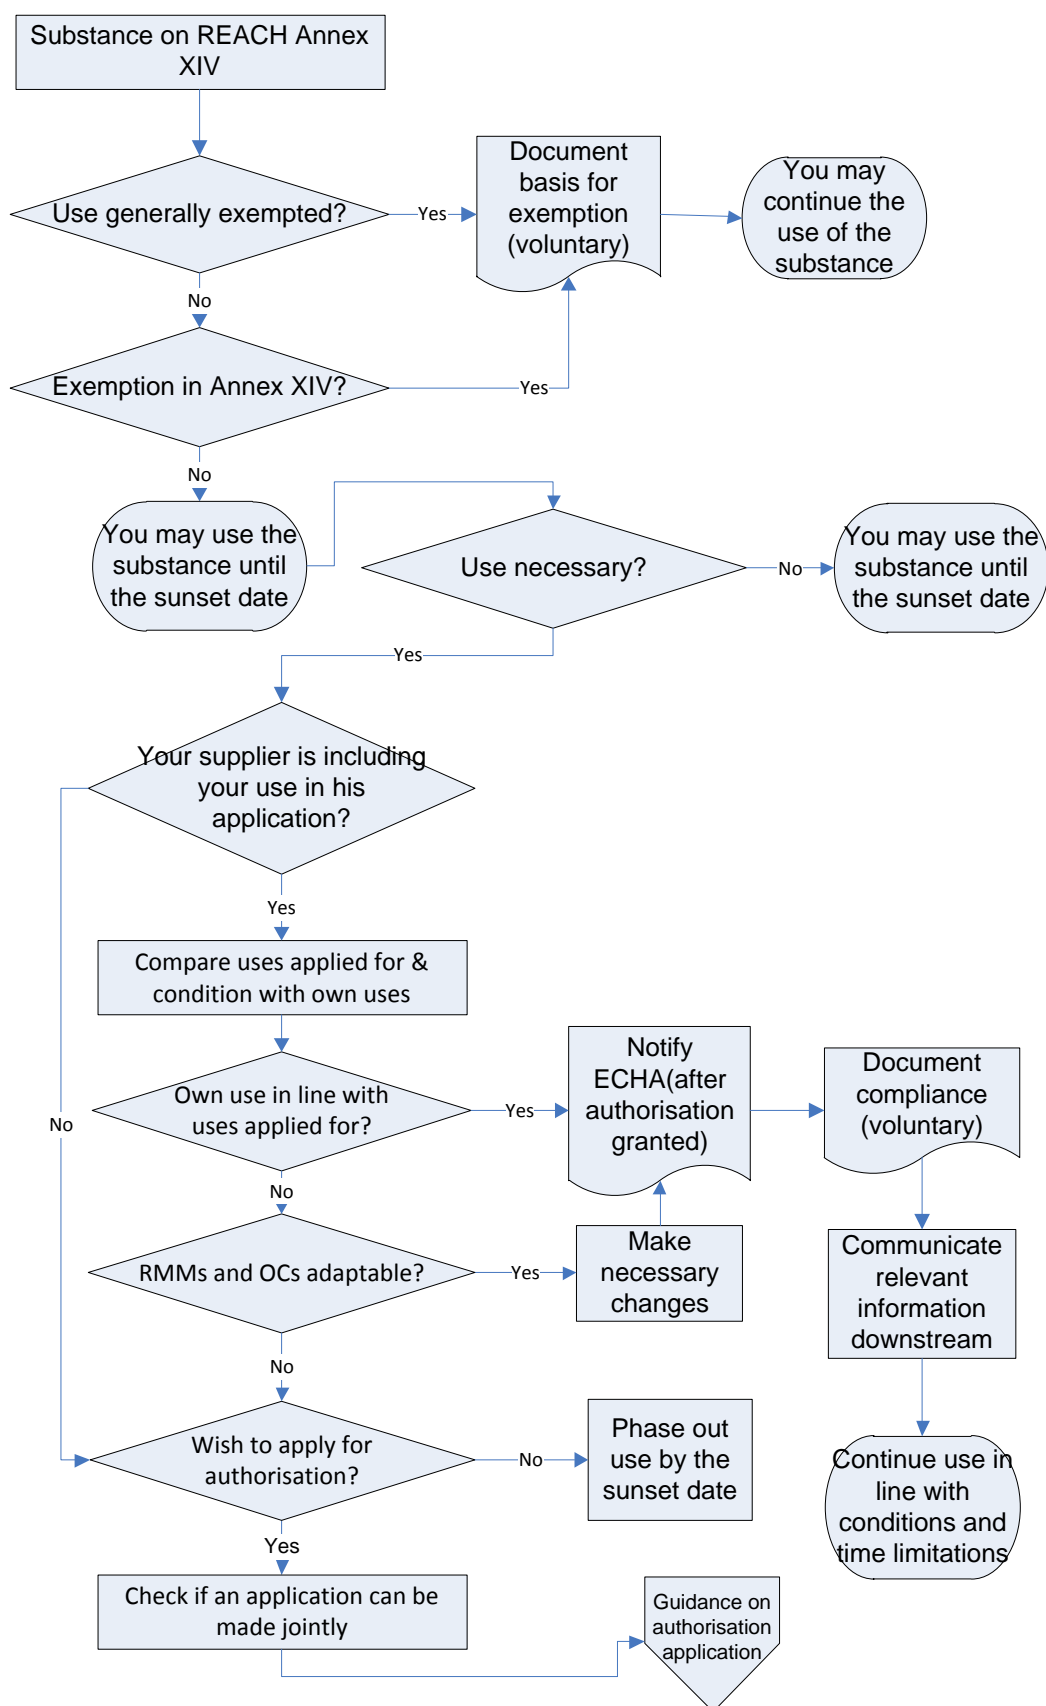 Substance on REACH Annex
XIV
Use generally exempted?
Yes
Document
basis for
exemption
(voluntary)
You may
continue the
use of the
substance
No
Exemption in Annex XIV?
Yes
No
You may use the
substance until
the sunset date
Use necessary?
No
You may use the
substance until
the sunset date
Yes
Your supplier is including
your use in his
application?
No
Yes
Compare uses applied for &
condition with own uses
Own use in line with
uses applied for?
Yes
Notify
ECHA(after
authorisation
granted)
Document
compliance
(voluntary)
No
RMMs and OCs adaptable?
Yes
Make
necessary
changes
Communicate
relevant
information
downstream
No
Wish to apply for
authorisation?
No
Phase out
use by the
sunset date
Continue use in
line with
conditions and
time limitations
Yes
Check if an application can be
made jointly
Guidance on
authorisation
application